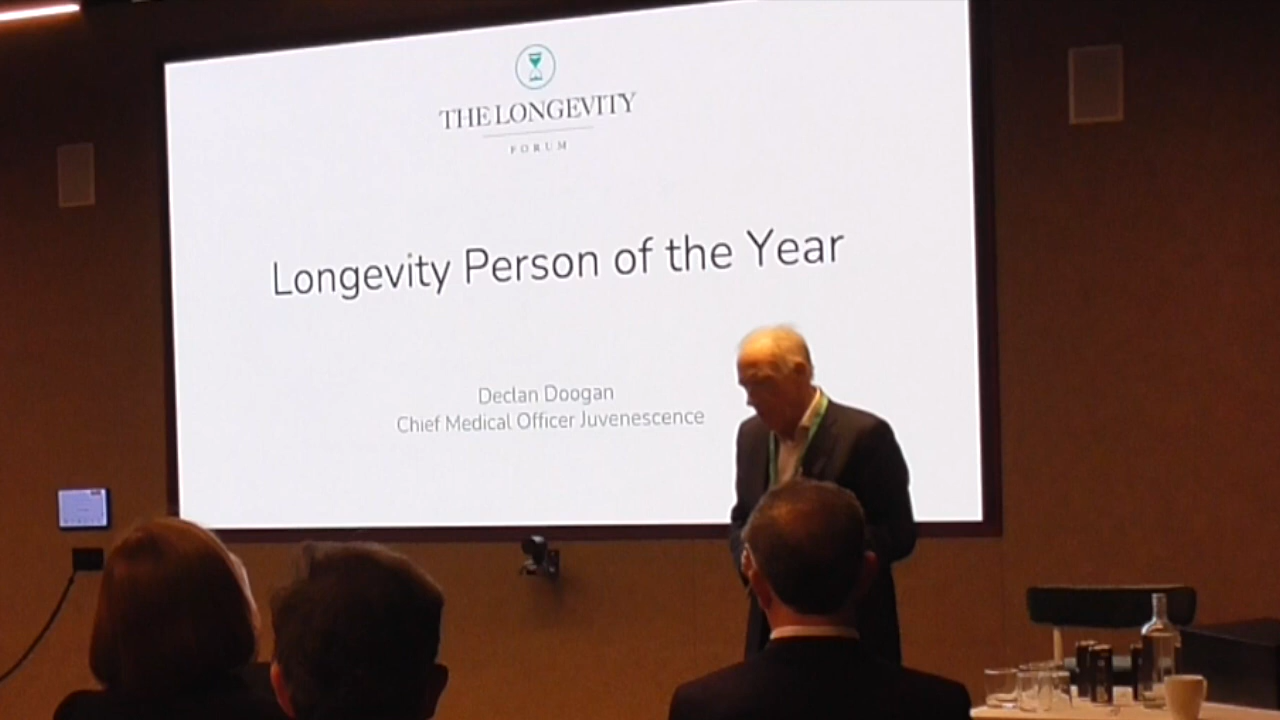 THE LONGEVITY
FORUM
Longevity Person of the Year
Declan Doogan
Chief Medical Officer Juvenescence